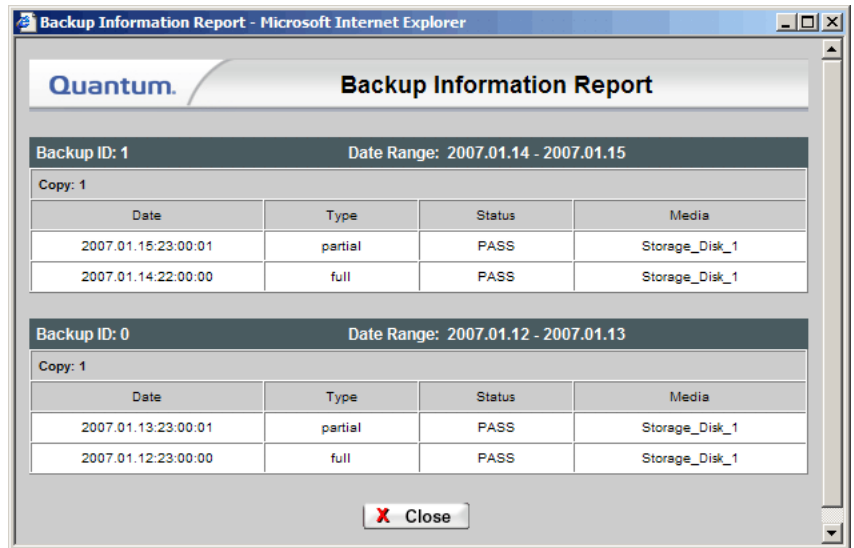 Backup Information Report - Microsoft Internet Explorer
Quantum. Backup Information Report
Backup ID: 1 Date Range: 2007.01.14 - 2007.01.15
Copy: 1
Date Type Status Media
2007.01.15:23:00:01 partial PASS Storage_Disk_1
2007.01.14:22:00:00 full PASS Storage_Disk_1
Backup ID: 0 Date Range: 2007.01.12 - 2007.01.13
Copy: 1
Date Type Status Media
2007.01.13:23:00:01 partial PASS Storage_Disk_1
2007.01.12:23:00:00 full PASS Storage_Disk_1
X Close